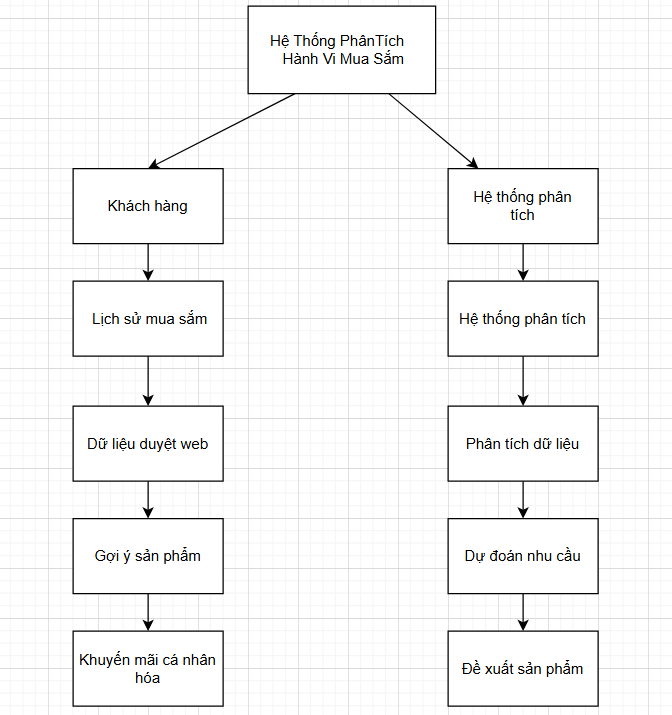 Hệ Thống PhânTích
Hành Vi Mua Sắm
Khách hàng
Hệ thống phân
tích
Lịch sử mua sắm
Hệ thống phân tích
Dữ liệu duyệt web
Phân tích dữ liệu
Gợi ý sản phẩm
Dự đoán nhu cầu
Khuyến mãi cá nhân
hóa
Đề xuất sản phẩm